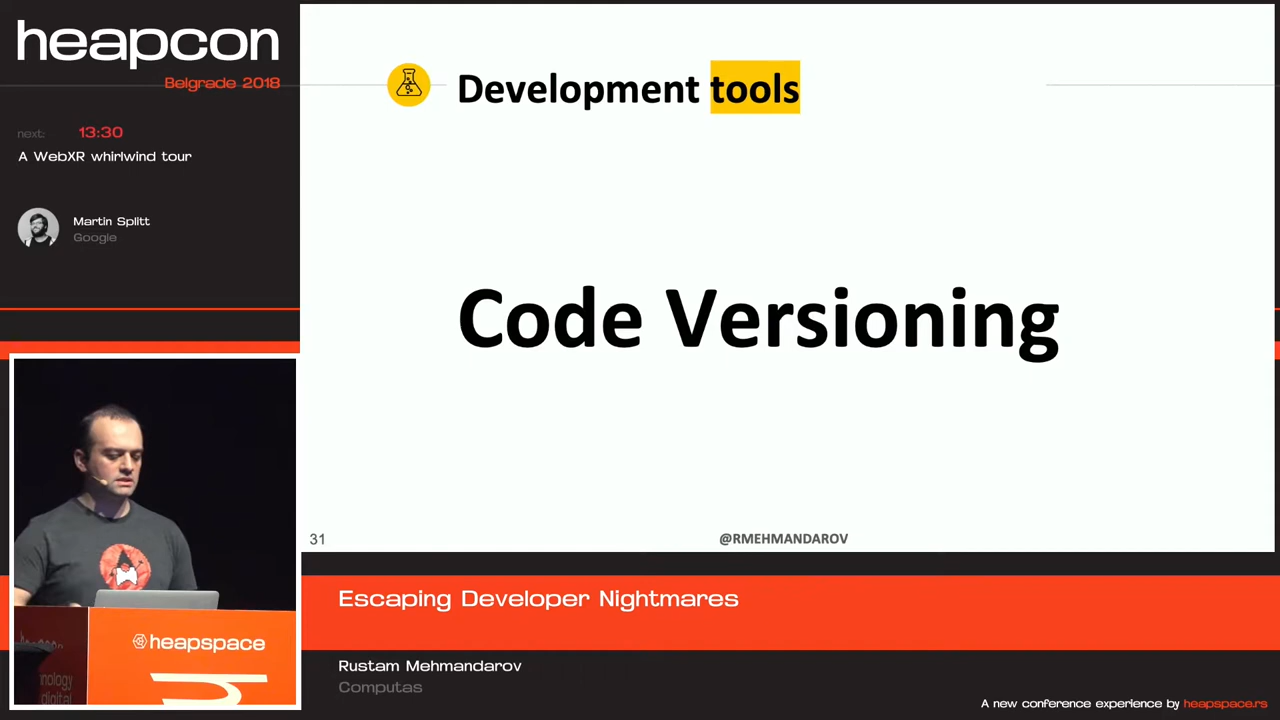 heapcon
Belgrade 2018
next: 13:30
A WebXR whirlwind tour
Martin Splitt
Google
Development tools
Code Versioning
31
@RMEHMANDAROV
heapspace
digital
Escaping Developer Nightmares
Rustam Mehmandarov
Computas
A new conference experience by heapspace.rs